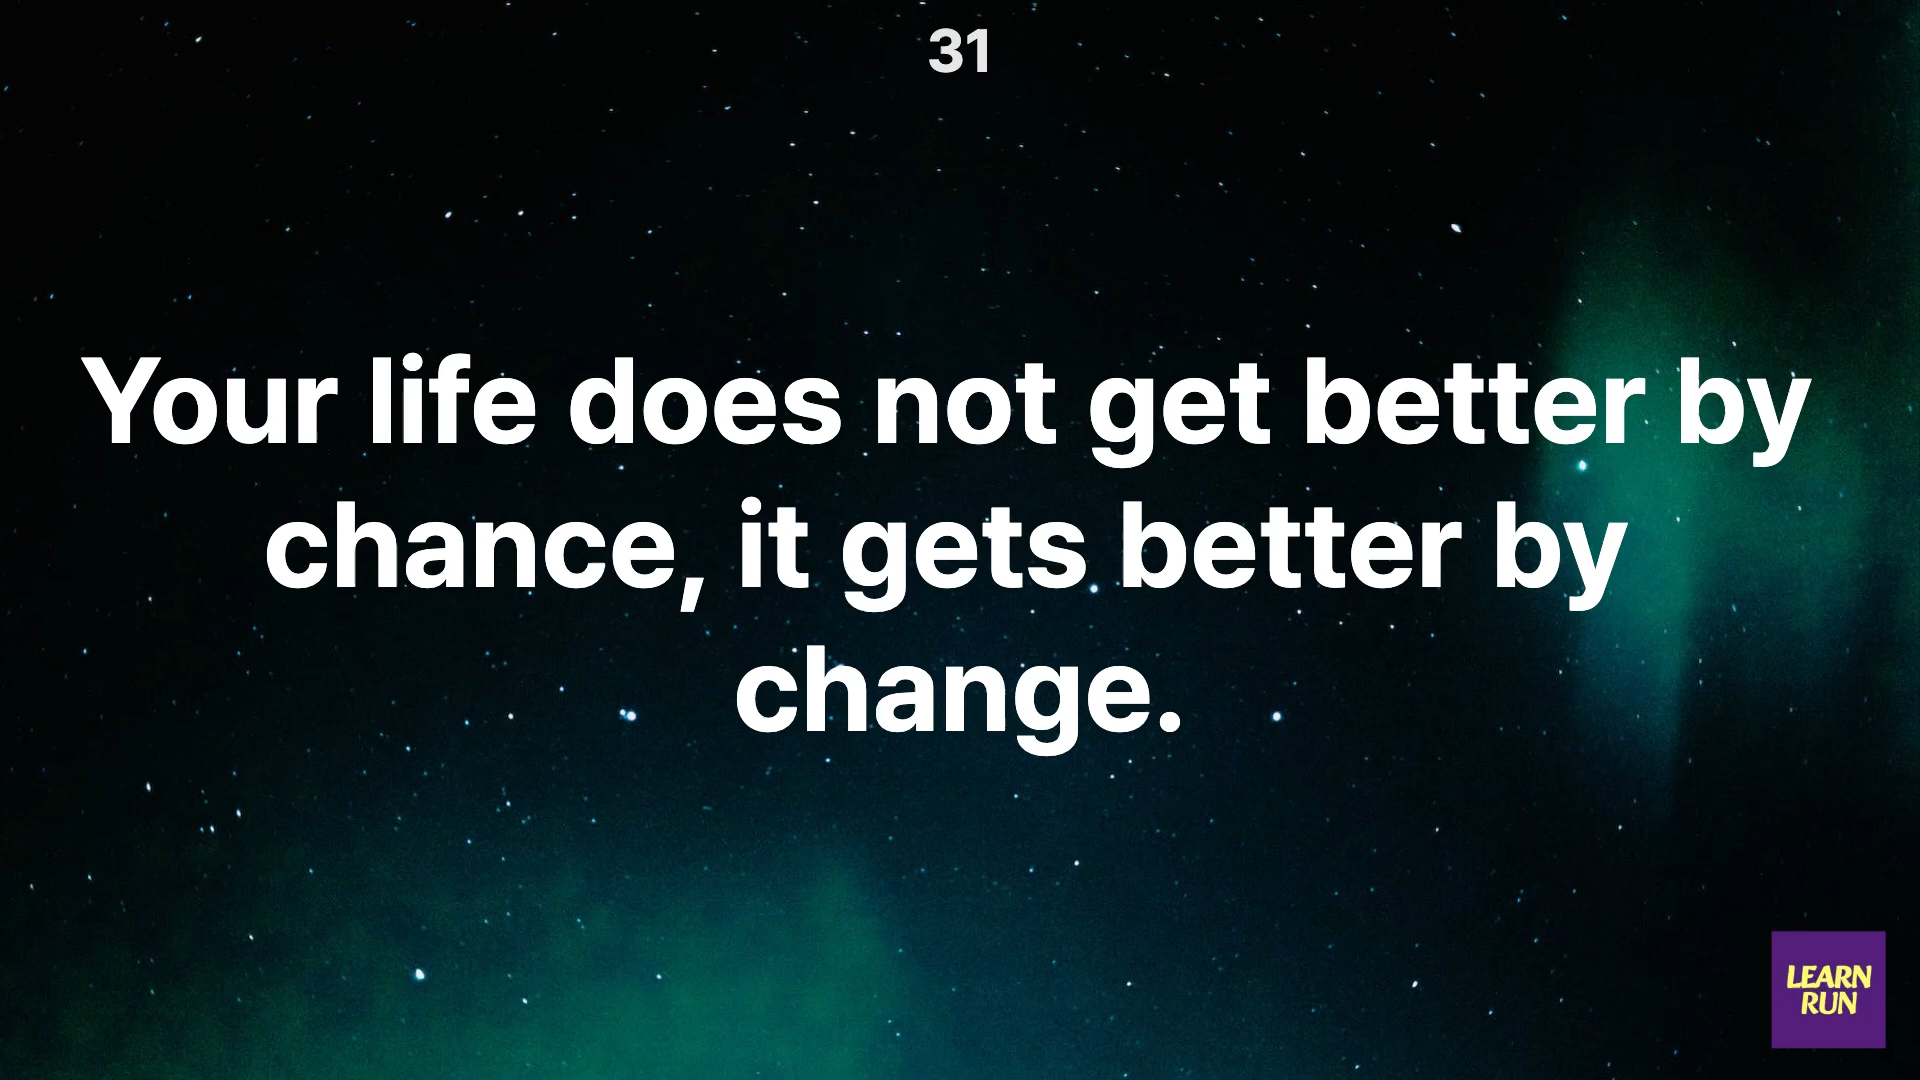 31
Your life does not get better by
chance, it gets better by
change.
LEARN
RUN